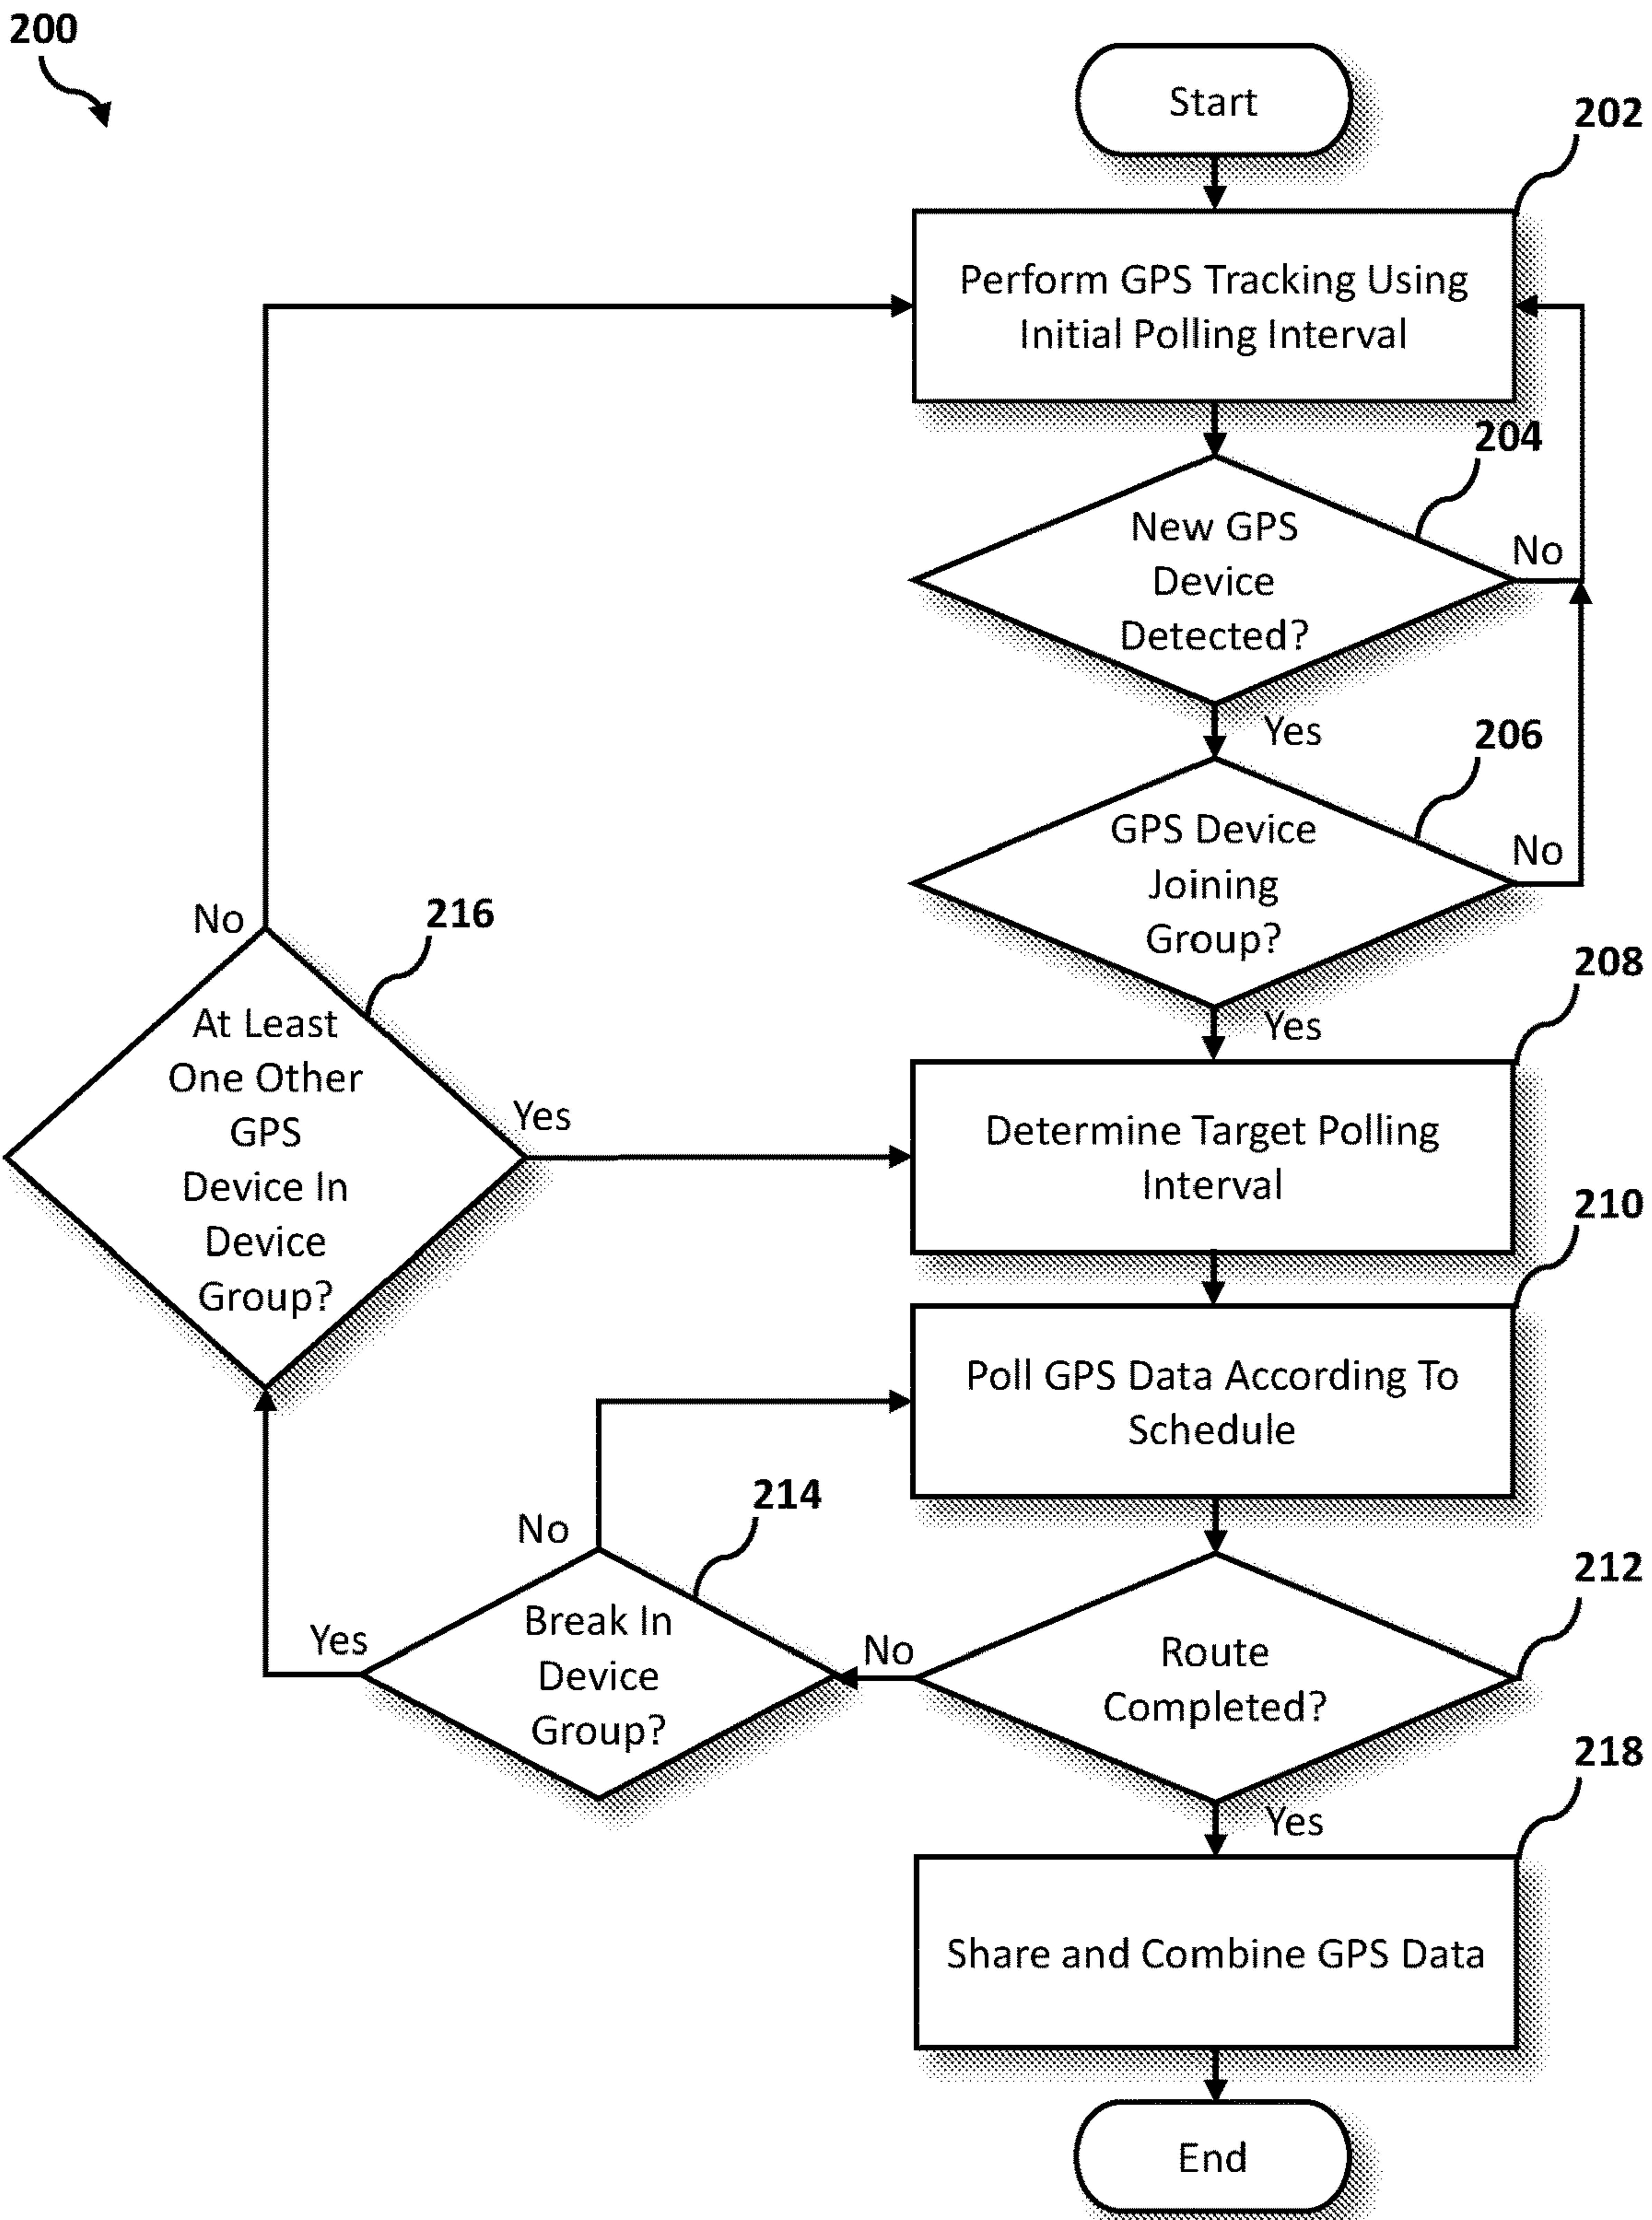 200
Start
202
Perform GPS Tracking Using
Initial Polling Interval
204
New GPS
Device
Detected?
No
Yes
206
GPS Device
Joining
Group?
No
Yes
208
Determine Target Polling
Interval
210
Poll GPS Data According To
Schedule
212
Route
Completed?
No
Yes
214
Break In
Device
Group?
No
Yes
216
At Least
One Other
GPS
Device In
Device
Group?
No
Yes
218
Share and Combine GPS Data
End